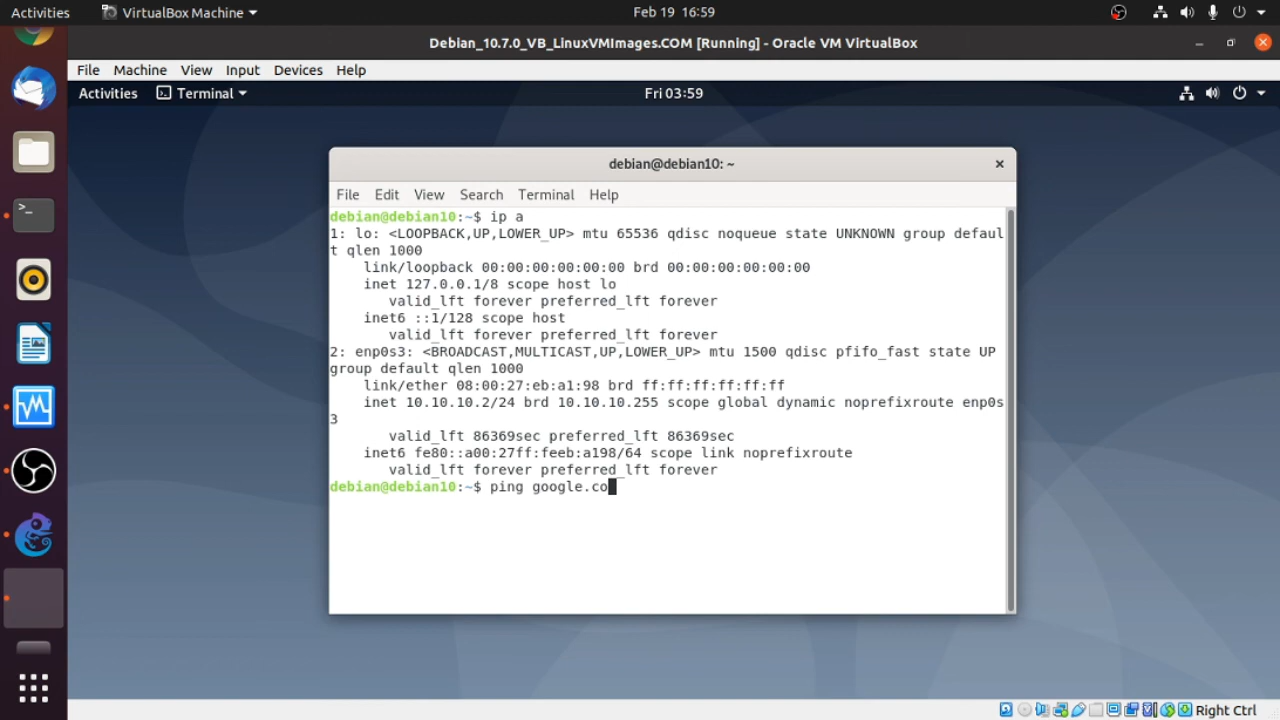 Activities VirtualBox Machine Feb 19 16:59
Debian_10.7.0_VB_LinuxVMImages.COM [Running] - Oracle VM VirtualBox
File Machine View Input Devices Help
Activities Terminal Fri 03:59
debian@debian10: ~
File Edit View Search Terminal Help
debian@debian10:~$ ip a
1: lo: <LOOPBACK,UP,LOWER_UP> mtu 65536 qdisc noqueue state UNKNOWN group defaul
t qlen 1000
    link/loopback 00:00:00:00:00:00 brd 00:00:00:00:00:00
    inet 127.0.0.1/8 scope host lo
       valid_lft forever preferred_lft forever
    inet6 ::1/128 scope host
       valid_lft forever preferred_lft forever
2: enp0s3: <BROADCAST,MULTICAST,UP,LOWER_UP> mtu 1500 qdisc pfifo_fast state UP
group default qlen 1000
    link/ether 08:00:27:eb:a1:98 brd ff:ff:ff:ff:ff:ff
    inet 10.10.10.2/24 brd 10.10.10.255 scope global dynamic noprefixroute enp0s
3
       valid_lft 86369sec preferred_lft 86369sec
    inet6 fe80::a00:27ff:feeb:a198/64 scope link noprefixroute
       valid_lft forever preferred_lft forever
debian@debian10:~$ ping google.co
Right Ctrl